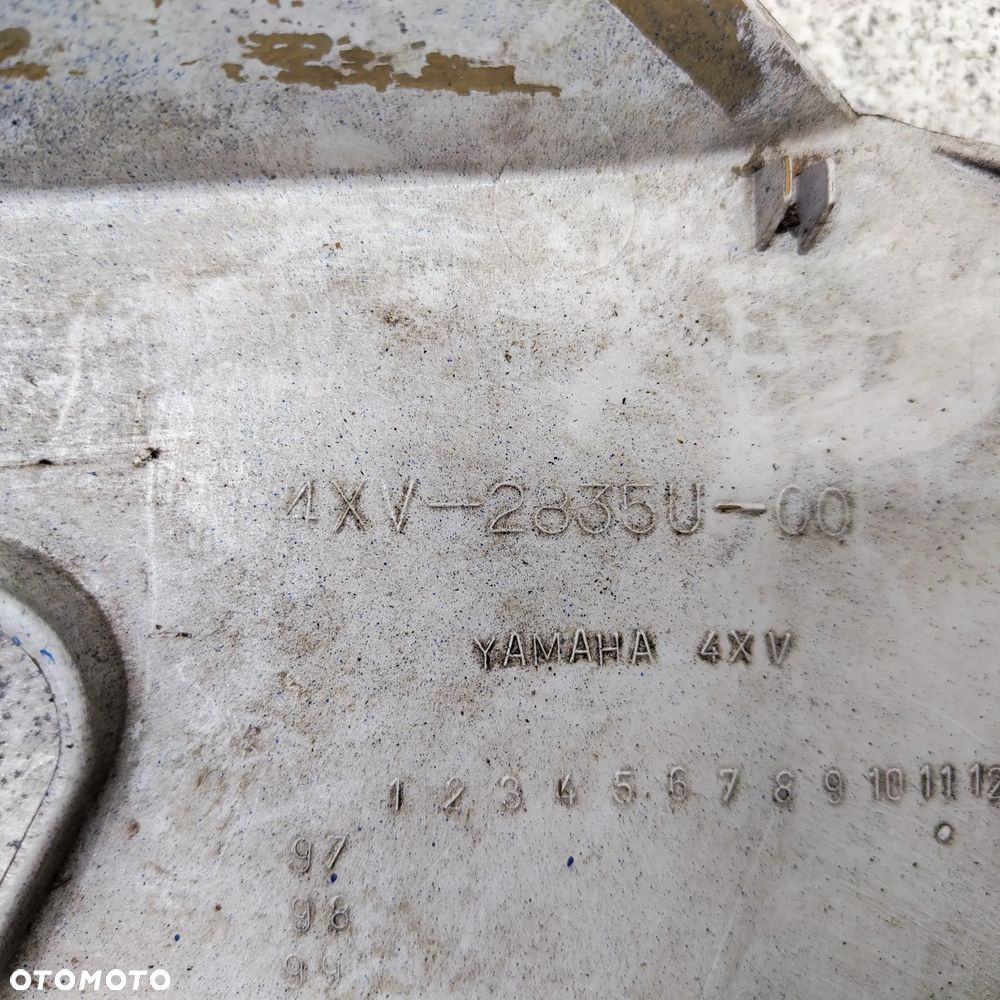 4XV-2835U-00
YAMAHA 4XV
1 2 3 4 5 6 7 8 9 10 11 12
97
98
99
OTOMOTO